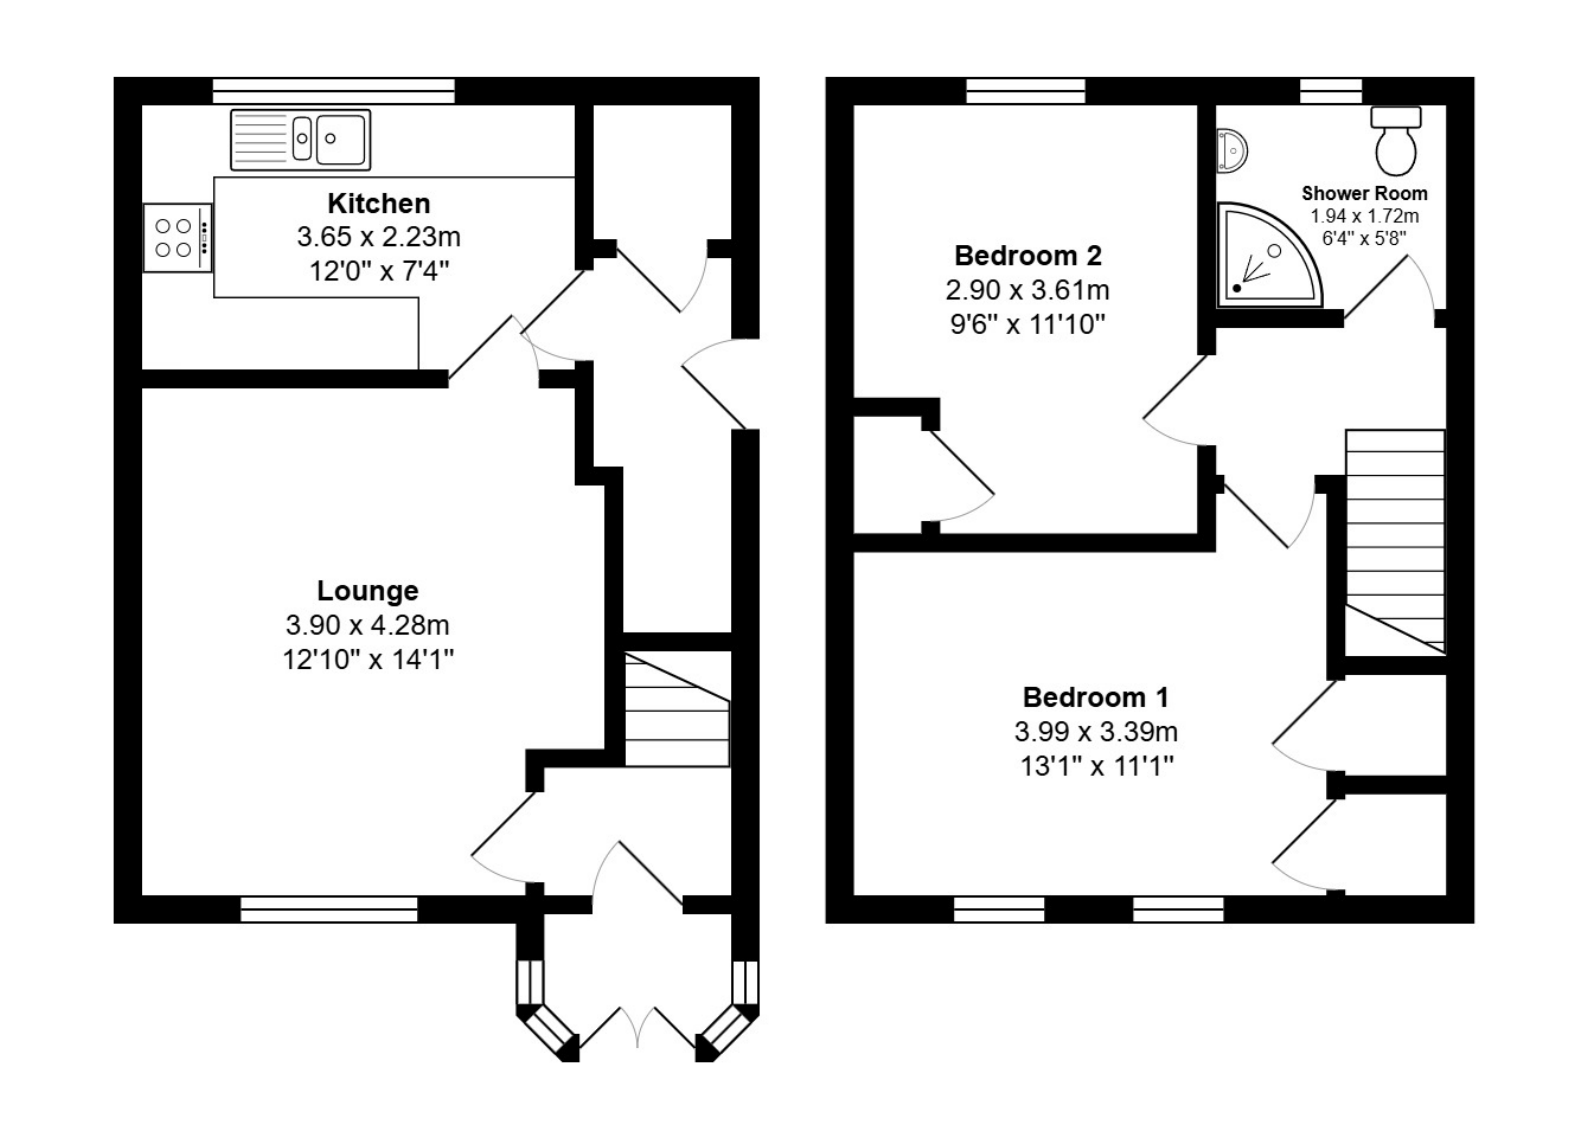 Kitchen
3.65 x 2.23m
12'0" x 7'4"
Lounge
3.90 x 4.28m
12'10" x 14'1"
Bedroom 2
2.90 x 3.61m
9'6" x 11'10"
Shower Room
1.94 x 1.72m
6'4" x 5'8"
Bedroom 1
3.99 x 3.39m
13'1" x 11'1"